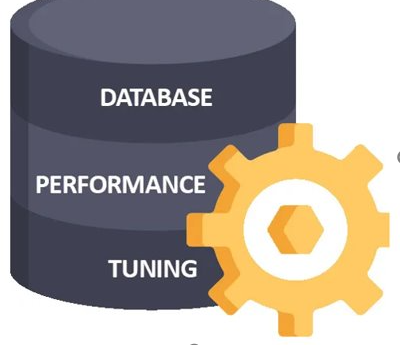 DATABASE
PERFORMANCE
TUNING